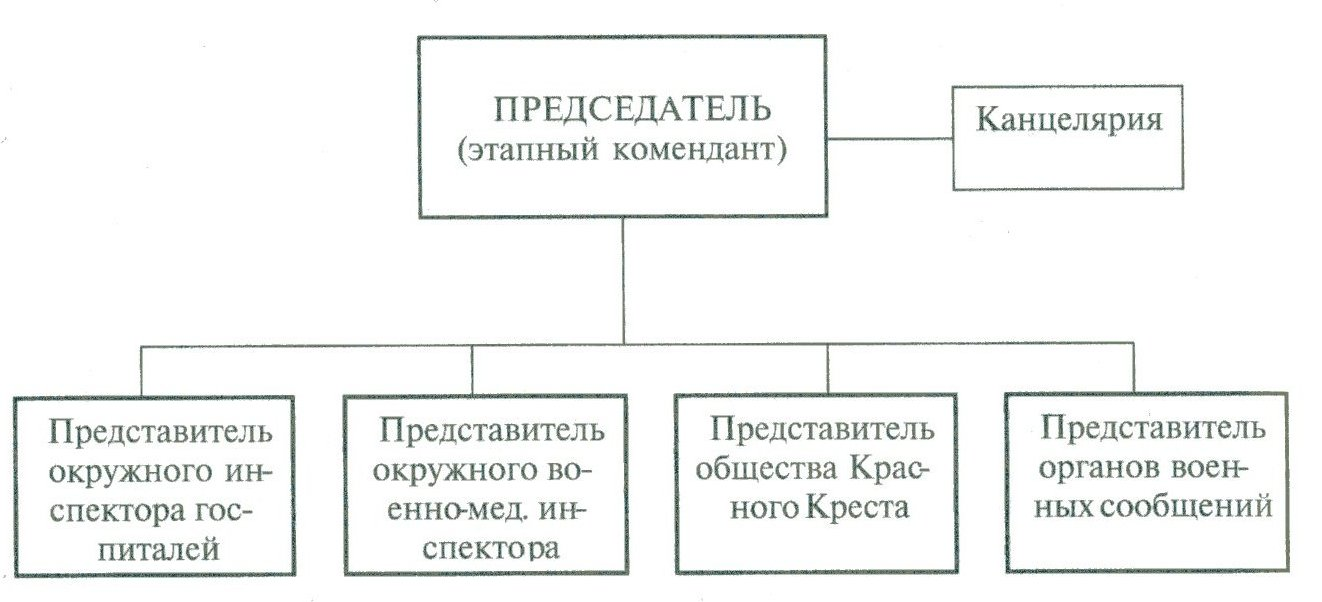 ПРЕДСЕДАТЕЛЬ
(этапный комендант)
Канцелярия
Представитель
окружного ин-
спектора гос-
питалей
Представитель
окружного во-
енно-мед. ин-
спектора
Представитель
общества Крас-
ного Креста
Представитель
органов воен-
ных сообщений